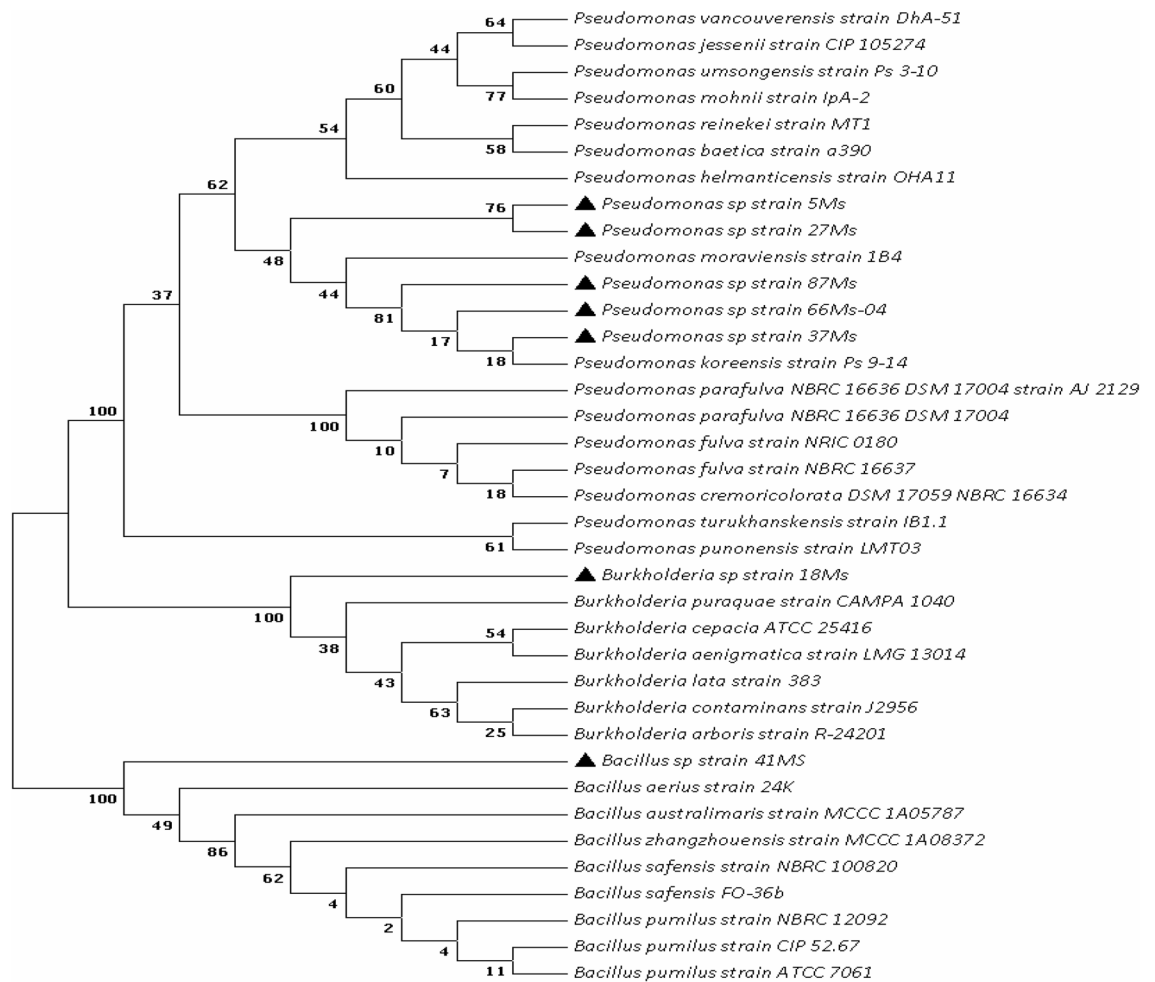 64
Pseudomonas vancouverensis strain DhA-51
44
Pseudomonas jessenii strain CIP 105274
Pseudomonas umsongensis strain Ps 3-10
60
77
Pseudomonas mohnii strain IpA-2
54
Pseudomonas reinekei strain MT1
58
Pseudomonas baetica strain a390
62
Pseudomonas helmanticensis strain OHA11
76
▲ Pseudomonas sp strain 5Ms
▲ Pseudomonas sp strain 27Ms
48
Pseudomonas moraviensis strain 1B4
37
44
▲ Pseudomonas sp strain 87Ms
81
▲ Pseudomonas sp strain 66Ms-04
17
▲ Pseudomonas sp strain 37Ms
18
Pseudomonas koreensis strain Ps 9-14
Pseudomonas parafulva NBRC 16636 DSM 17004 strain AJ 2129
100
100
Pseudomonas parafulva NBRC 16636 DSM 17004
10
Pseudomonas fulva strain NRIC 0180
7
Pseudomonas fulva strain NBRC 16637
18
Pseudomonas cremoricolorata DSM 17059 NBRC 16634
Pseudomonas turukhanskensis strain IB1.1
61
Pseudomonas punonensis strain LMT03
▲ Burkholderia sp strain 18Ms
100
Burkholderia puraquae strain CAMPA 1040
54
Burkholderia cepacia ATCC 25416
38
Burkholderia aenigmatica strain LMG 13014
43
Burkholderia lata strain 383
63
Burkholderia contaminans strain J2956
25
Burkholderia arboris strain R-24201
▲ Bacillus sp strain 41MS
100
Bacillus aerius strain 24K
49
Bacillus australimaris strain MCCC 1A05787
86
Bacillus zhangzhouensis strain MCCC 1A08372
62
Bacillus safensis strain NBRC 100820
4
Bacillus safensis FO-36b
2
Bacillus pumilus strain NBRC 12092
4
Bacillus pumilus strain CIP 52.67
11
Bacillus pumilus strain ATCC 7061